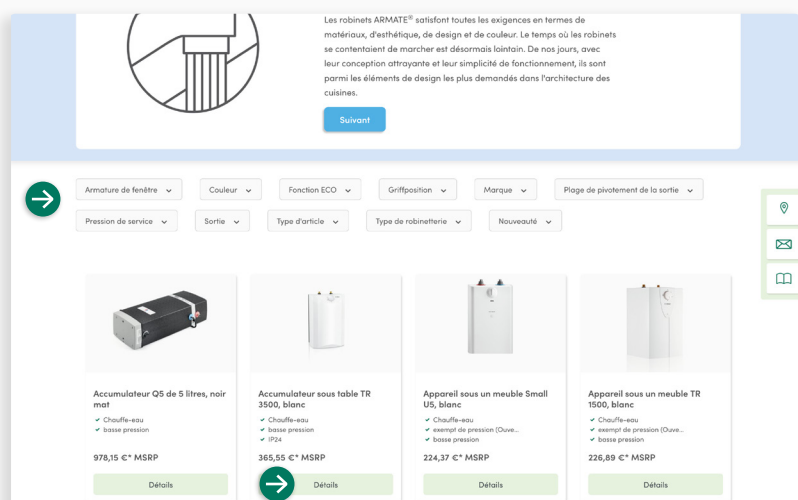 Les robinets ARMATE® satisfont toutes les exigences en termes de
matériaux, d'esthétique, de design et de couleur. Le temps où les robinets
se contentaient de marcher est désormais lointain. De nos jours, avec
leur conception attrayante et leur simplicité de fonctionnement, ils sont
parmi les éléments de design les plus demandés dans l'architecture des
cuisines.
Suivant
Armature de fenêtre
Couleur
Fonction ECO
Griffposition
Marque
Plage de pivotement de la sortie
Pression de service
Sortie
Type d'article
Type de robinetterie
Nouveauté
Accumulateur Q5 de 5 litres, noir
mat
Chauffe-eau
basse pression
978,15 €* MSRP
Détails
Accumulateur sous table TR
3500, blanc
Chauffe-eau
basse pression
IP24
365,55 €* MSRP
Détails
Appareil sous un meuble Small
U5, blanc
Chauffe-eau
exempt de pression (Ouve...
basse pression
224,37 €* MSRP
Détails
Appareil sous un meuble TR
1500, blanc
Chauffe-eau
exempt de pression (Ouve...
basse pression
226,89 €* MSRP
Détails